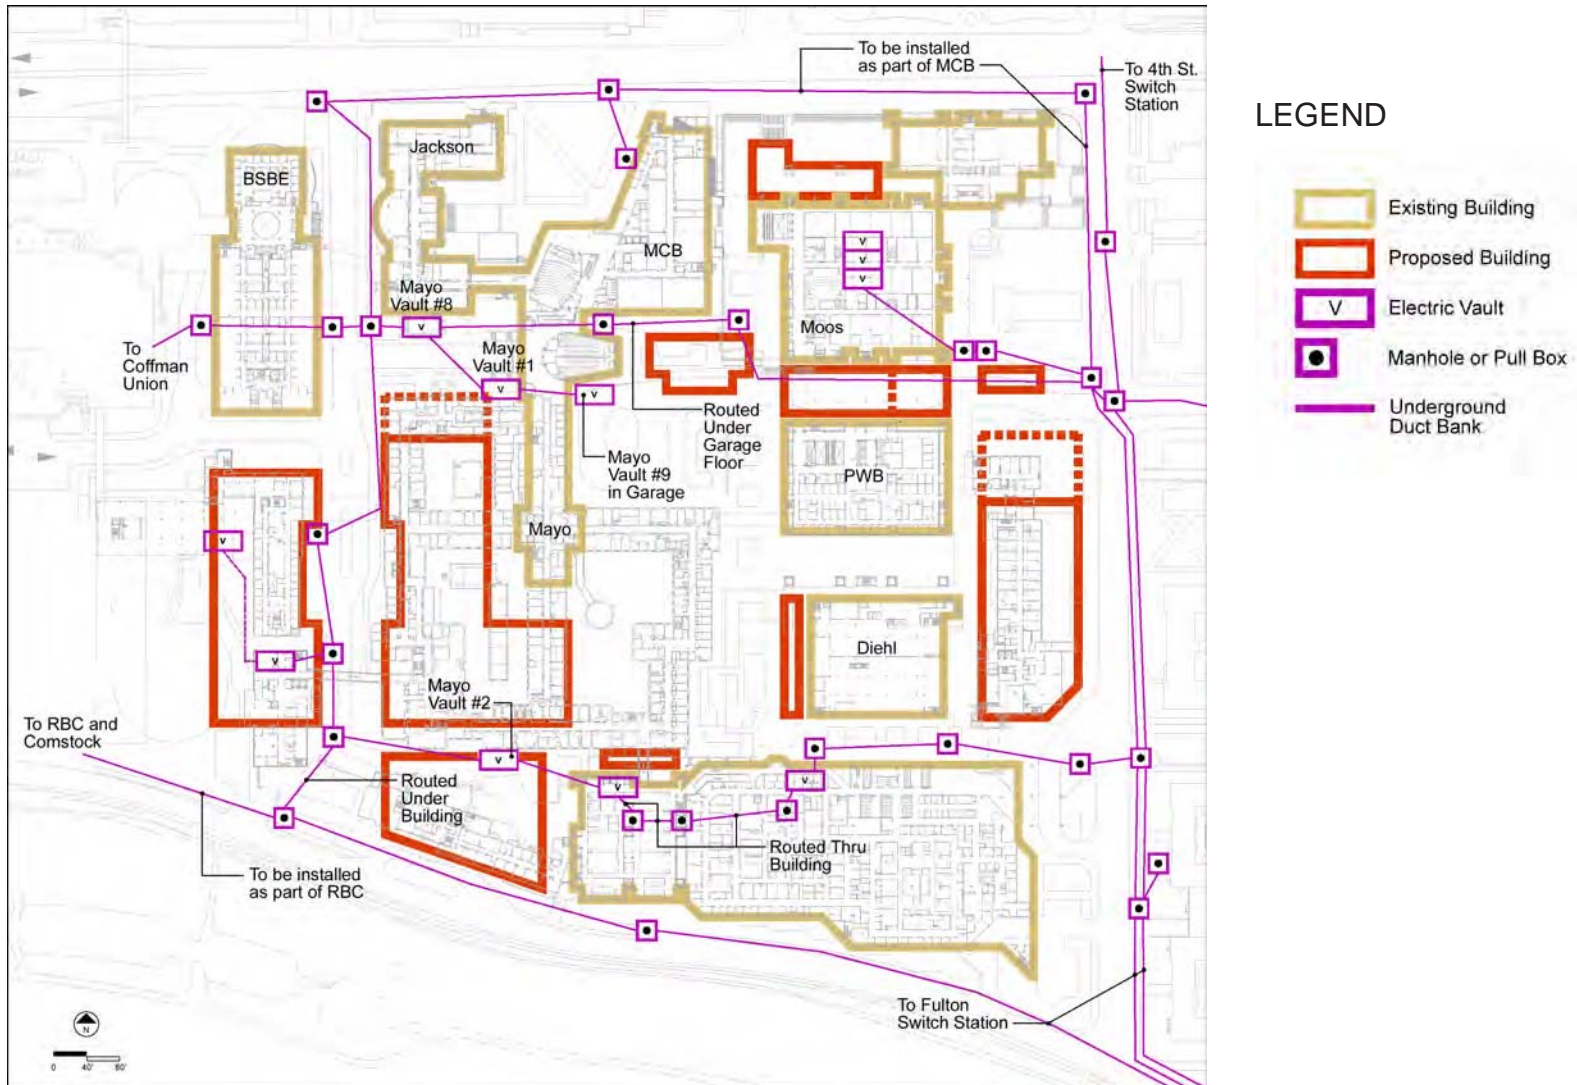 To be installed
as part of MCB
To 4th St.
Switch
Station
LEGEND
Jackson
BSBE
MCB
Existing Building
Proposed Building
V Electric Vault
Manhole or Pull Box
Underground
Duct Bank
V
V
V
Mayo
Vault #8
V
Moos
To
Coffman
Union
Mayo
Vault #1
V
V
Routed
Under
Garage
Floor
Mayo
Vault #9
in Garage
PWB
Mayo
V
V
Diehl
Mayo
Vault #2
To RBC and
Comstock
V
V
V
Routed
Under
Building
Routed Thru
Building
To be installed
as part of RBC
To Fulton
Switch Station
N
0 40' 80'